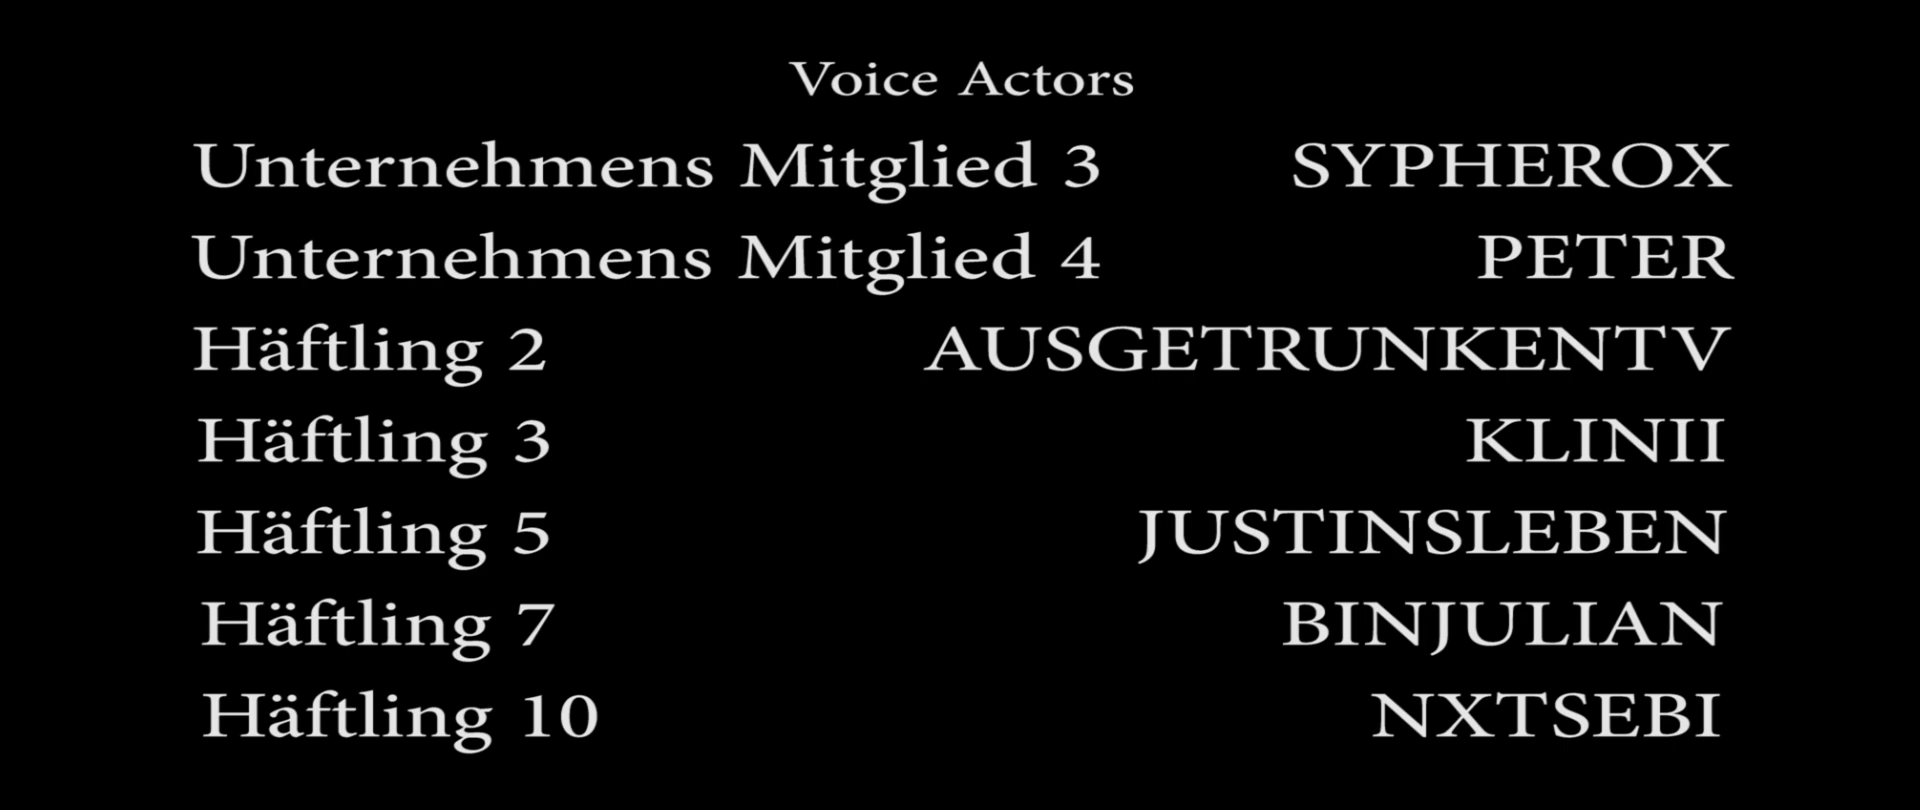 Voice Actors
Unternehmens Mitglied 3 SYPHEROX
Unternehmens Mitglied 4 PETER
Häftling 2 AUSGETRUNKENTV
Häftling 3 KLINII
Häftling 5 JUSTINSLEBEN
Häftling 7 BINJULIAN
Häftling 10 NXTSEBI